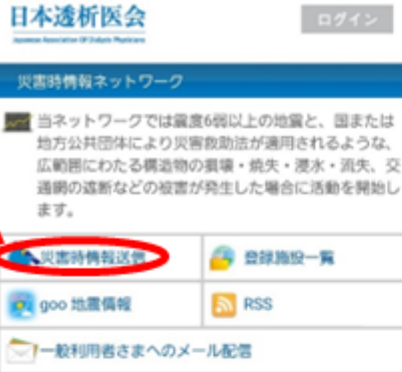 日本透析医会
Japanese Association Of Dialysis Physicians
ログイン
災害時情報ネットワーク
当ネットワークでは震度6弱以上の地震と、国または
地方公共団体により災害救助法が適用されるような、
広範囲にわたる構造物の損壊・焼失・浸水・流失、交
通網の遮断などの被害が発生した場合に活動を開始し
ます。
災害時情報送信
登録施設一覧
goo 地震情報
RSS
一般利用者さまへのメール配信